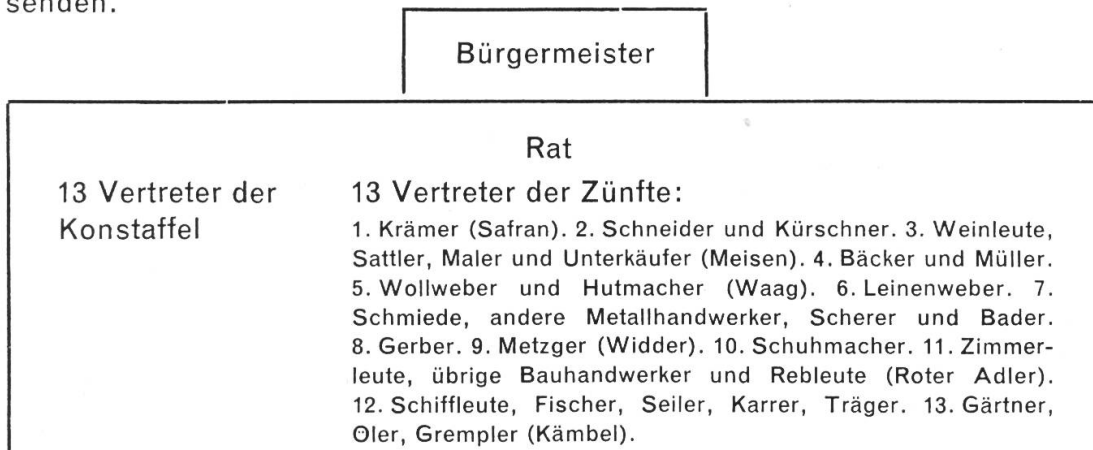 senden.
Bürgermeister
Rat
13 Vertreter der
Konstaffel
13 Vertreter der Zünfte:
1. Krämer (Safran). 2. Schneider und Kürschner. 3. Weinleute,
Sattler, Maler und Unterkäufer (Meisen). 4. Bäcker und Müller.
5. Wollweber und Hutmacher (Waag). 6. Leinenweber. 7.
Schmiede, andere Metallhandwerker, Scherer und Bader.
8. Gerber. 9. Metzger (Widder). 10. Schuhmacher. 11. Zimmer-
leute, übrige Bauhandwerker und Rebleute (Roter Adler).
12. Schiffleute, Fischer, Seiler, Karrer, Träger. 13. Gärtner,
Öler, Grempler (Kämbel).